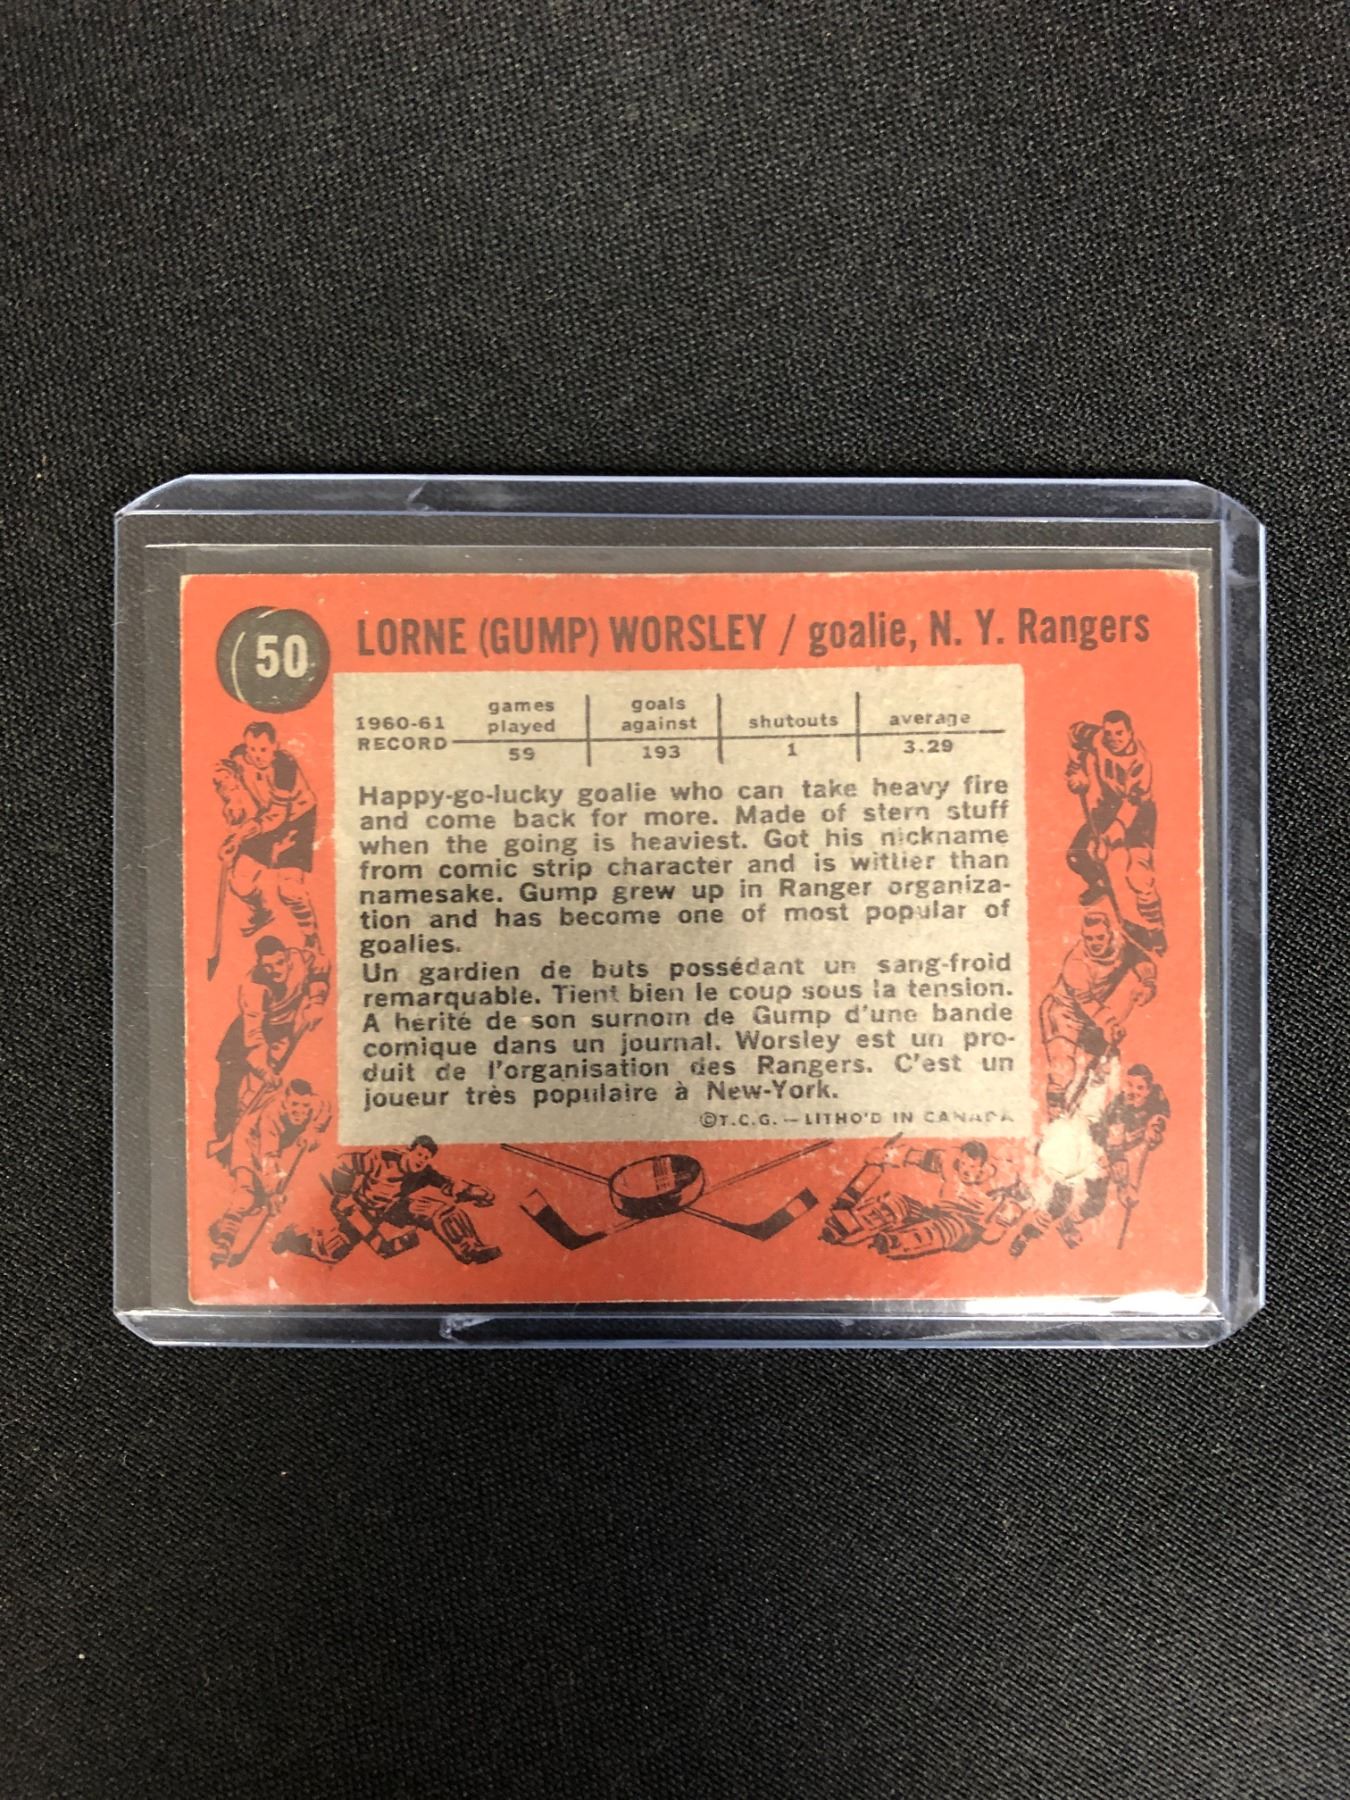 50
LORNE (GUMP) WORSLEY / goalie, N. Y. Rangers
1960-61 RECORD
games played | goals against | shutouts | average
59 | 193 | 1 | 3.29
Happy-go-lucky goalie who can take heavy fire
and come back for more. Made of stern stuff
when the going is heaviest. Got his nickname
from comic strip character and is wittier than
namesake. Gump grew up in Ranger organiza-
tion and has become one of most popular of
goalies.
Un gardien de buts possédant un sang-froid
remarquable. Tient bien le coup sous la tension.
A hérité de son surnom de Gump d'une bande
comique dans un journal. Worsley est un pro-
duit de l'organisation des Rangers. C'est un
joueur très populaire à New-York.
©T.C.G. — LITHO'D IN CANADA